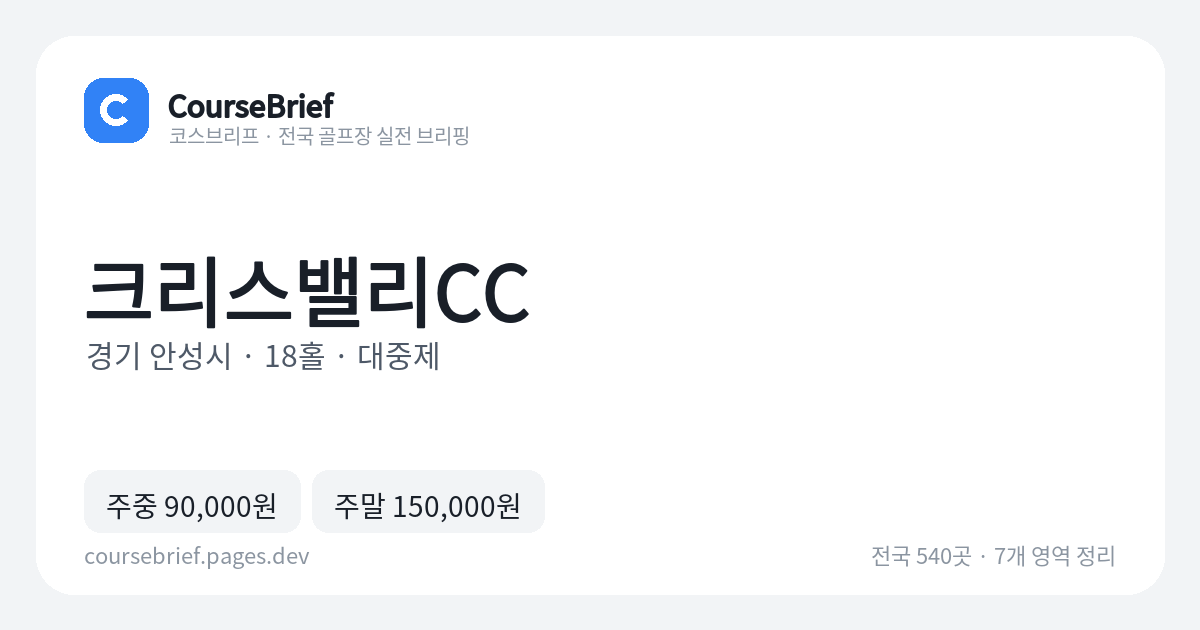 C
CourseBrief
코스브리프 · 전국 골프장 실전 브리핑
크리스밸리CC
경기 안성시 · 18홀 · 대중제
주중 90,000원
주말 150,000원
coursebrief.pages.dev
전국 540곳 · 7개 영역 정리